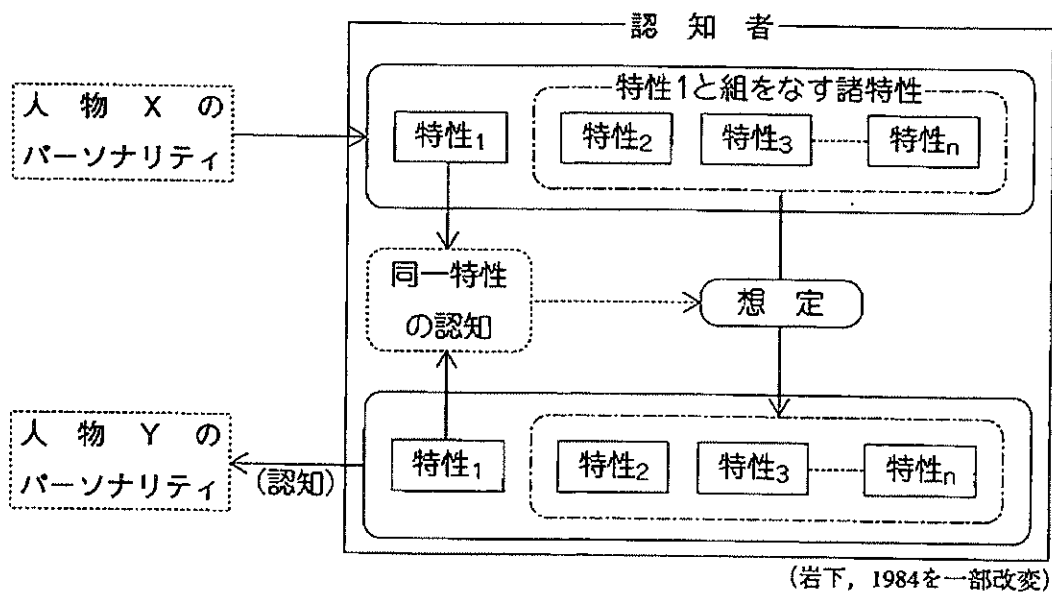 認 知 者
人 物 X の
パーソナリティ
特性1と組をなす諸特性
特性1
特性2
特性3
特性n
同一特性
の認知
想 定
人 物 Y の
パーソナリティ
(認知)
特性1
特性2
特性3
特性n
(岩下, 1984を一部改変)